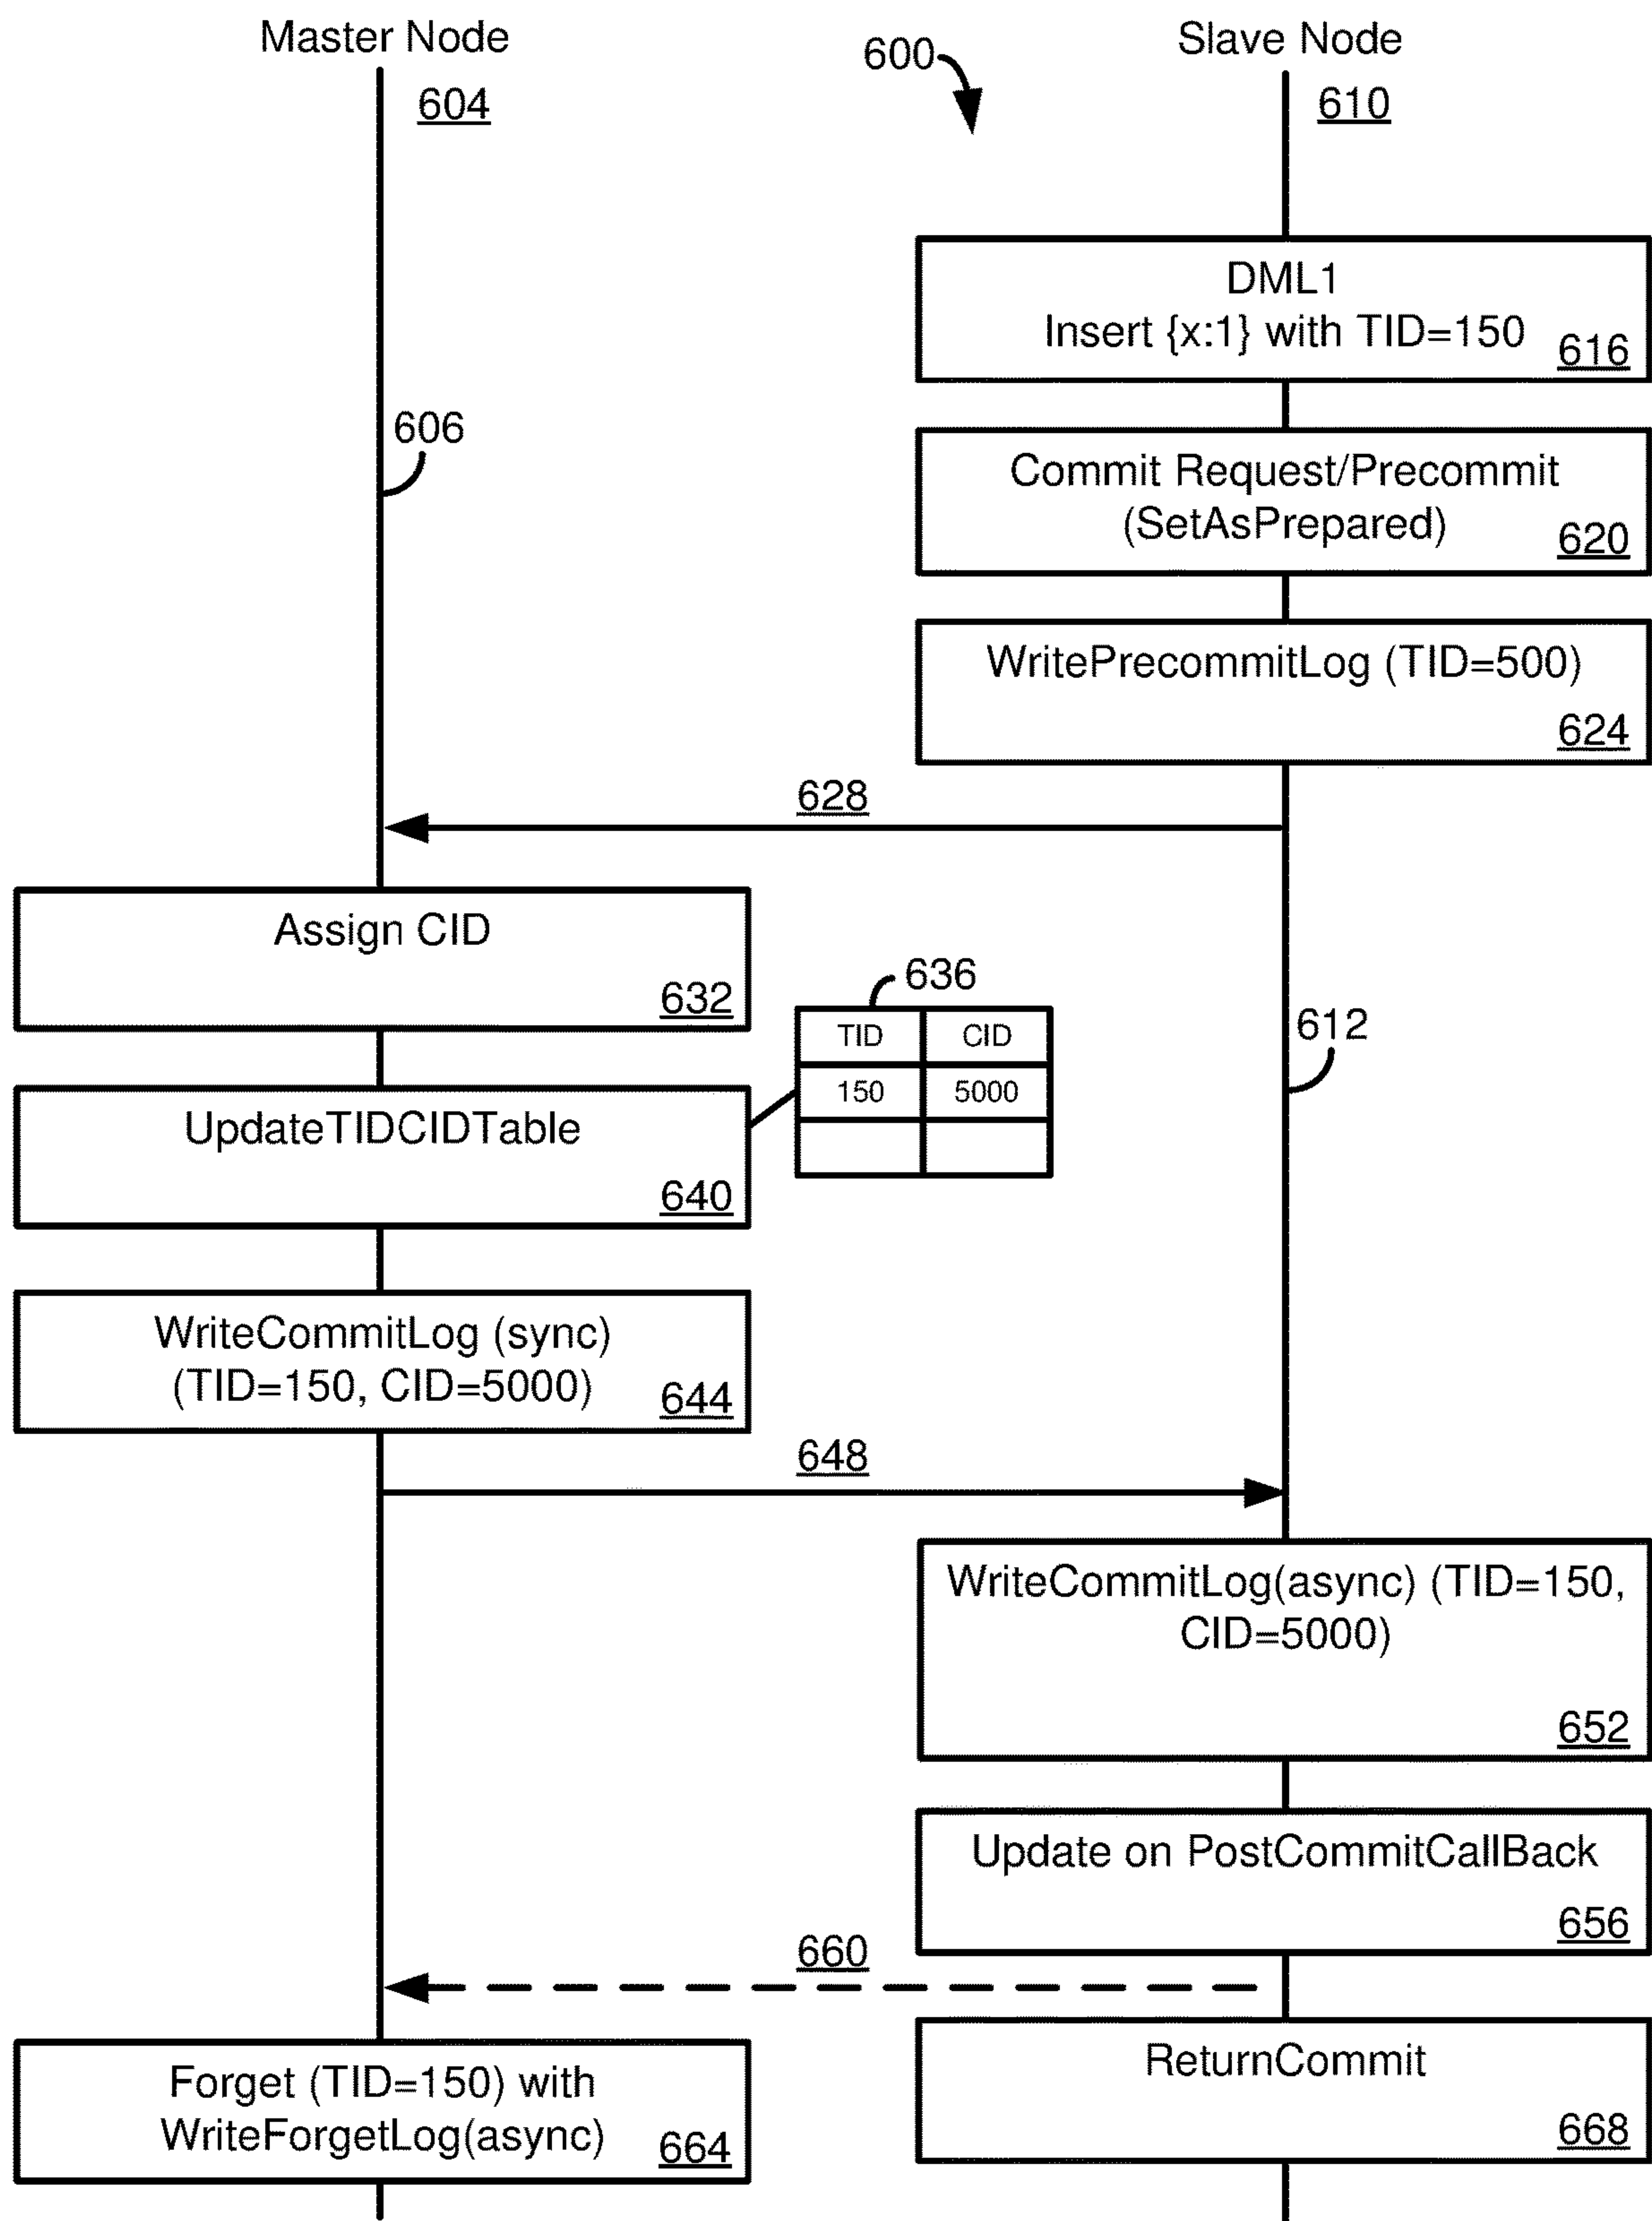 Master Node
604
600
Slave Node
610
DML1
Insert {x:1} with TID=150
616
606
Commit Request/Precommit
(SetAsPrepared)
620
WritePrecommitLog (TID=500)
624
628
Assign CID
632
636
TID CID
150 5000
612
UpdateTIDCIDTable
640
WriteCommitLog (sync)
(TID=150, CID=5000)
644
648
WriteCommitLog(async) (TID=150,
CID=5000)
652
Update on PostCommitCallBack
656
660
Forget (TID=150) with
WriteForgetLog(async)
664
ReturnCommit
668